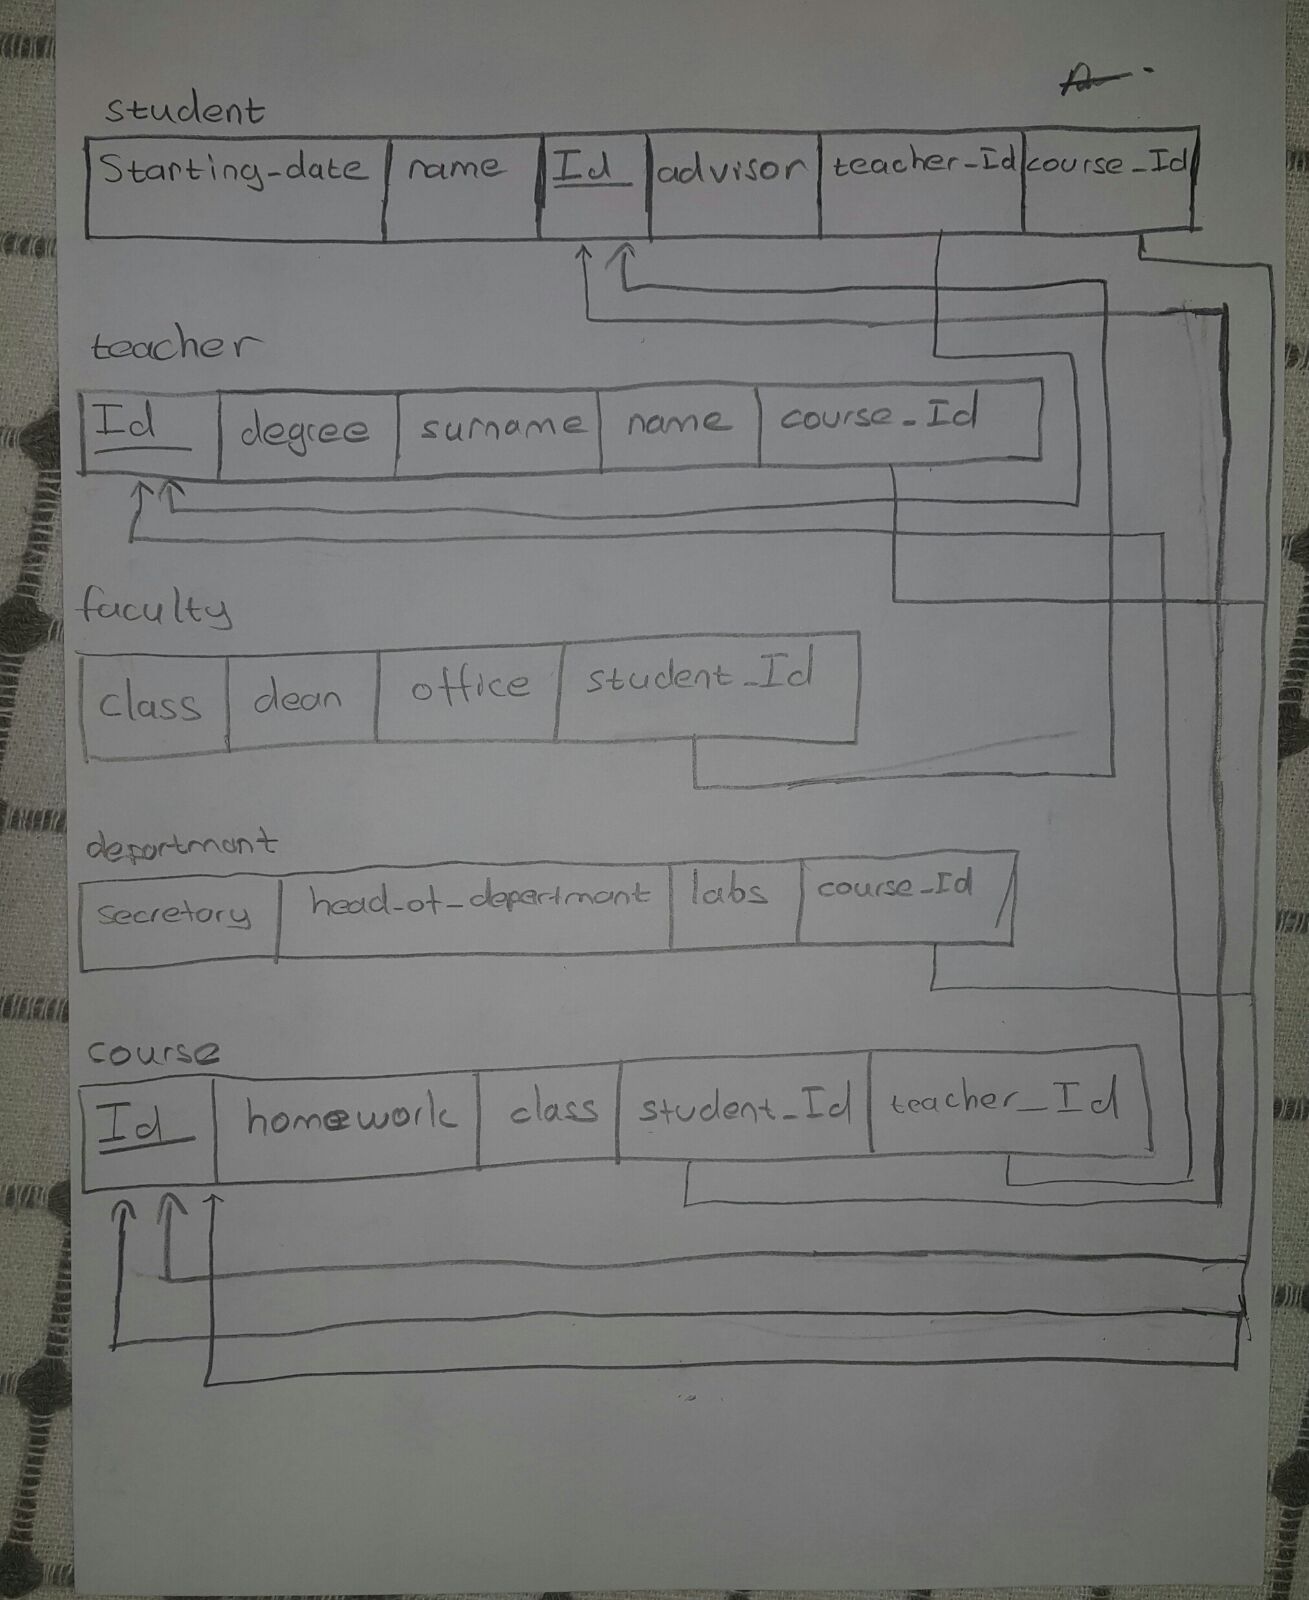 student
Starting-date name Id advisor teacher-Id course_Id
teacher
Id degree surname name course_Id
faculty
class dean office student_Id
department
secretary head-of-department labs course_Id
course
Id homework class student_Id teacher_Id